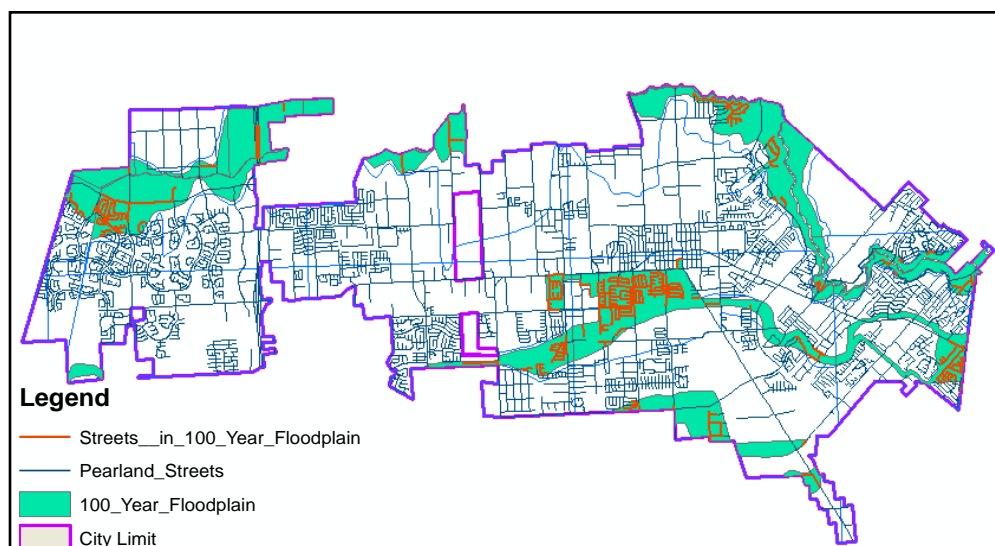 Legend
Streets__in_100_Year_Floodplain
Pearland_Streets
100_Year_Floodplain
City Limit